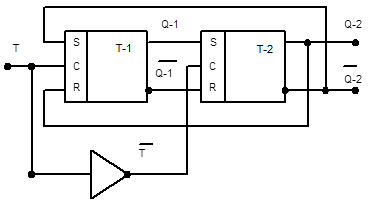 Q-1 Q-2
T S T-1 S T-2
C Q̅-̅1̅ C
R R Q̅-2
T̅